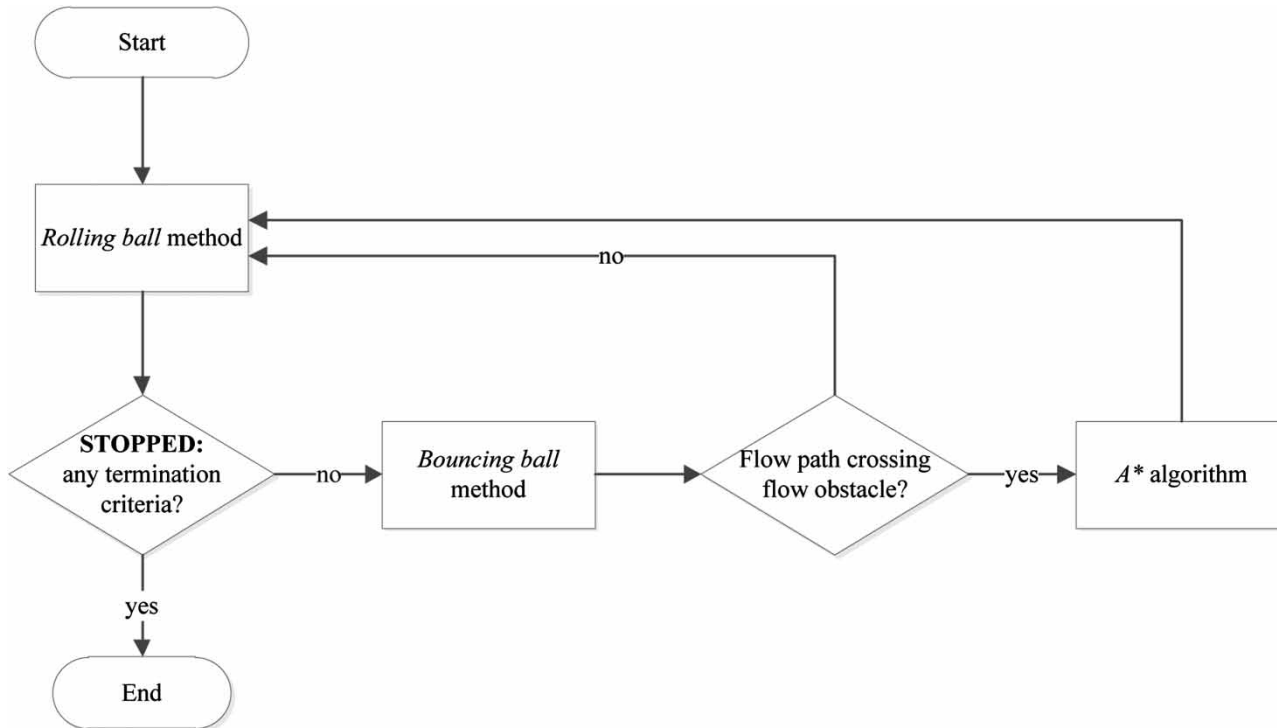 Start
Rolling ball method
no
STOPPED:
any termination
criteria?
no
Bouncing ball
method
Flow path crossing
flow obstacle?
yes
A* algorithm
yes
End